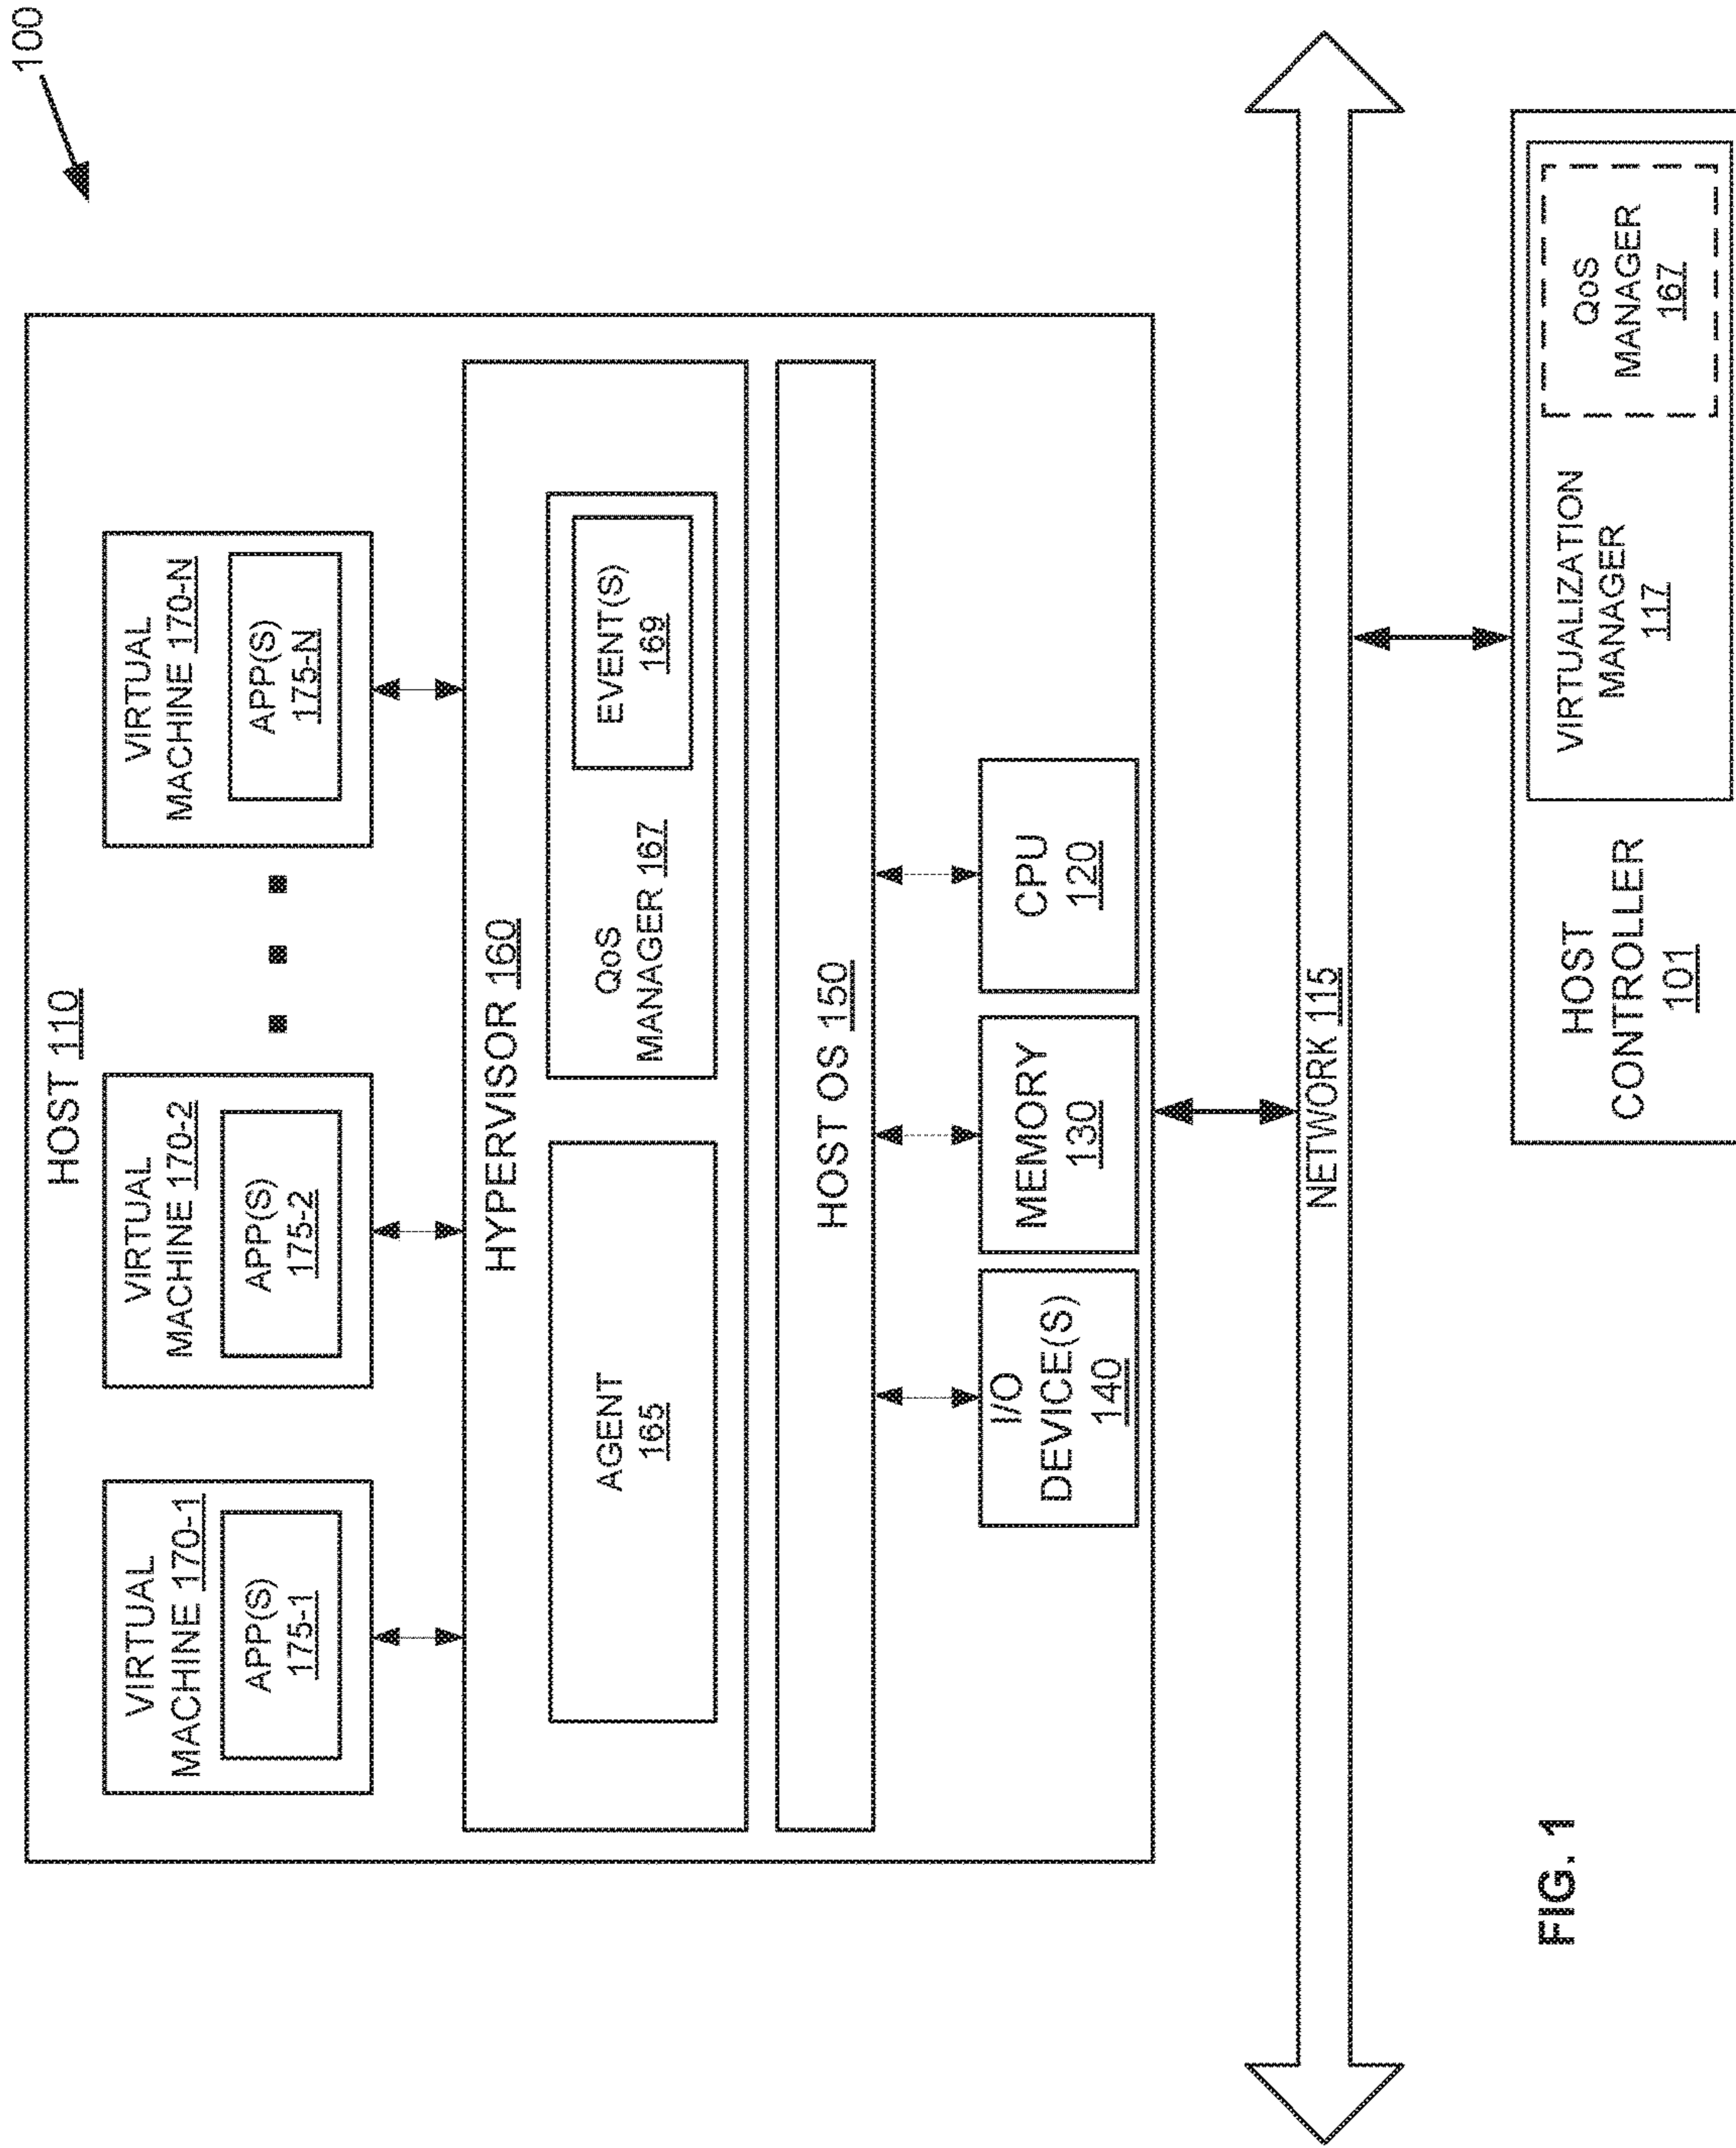 100
HOST 110
VIRTUAL
MACHINE 170-1
APP(S)
175-1
VIRTUAL
MACHINE 170-2
APP(S)
175-2
VIRTUAL
MACHINE 170-N
APP(S)
175-N
HYPERVISOR 160
AGENT
165
QoS
MANAGER 167
EVENT(S)
169
HOST OS 150
I/O
DEVICE(S)
140
MEMORY
130
CPU
120
NETWORK 115
HOST
CONTROLLER
101
VIRTUALIZATION
MANAGER
117
QoS
MANAGER
167
FIG. 1